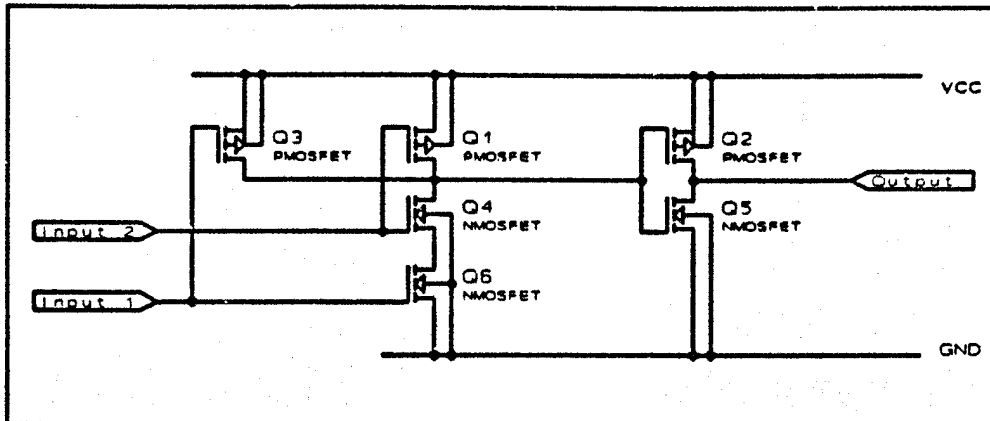 VCC
Q3
PMOSFET
Q1
PMOSFET
Q2
PMOSFET
Output
Q4
NMOSFET
Q5
NMOSFET
Input 2
Q6
NMOSFET
Input 1
GND